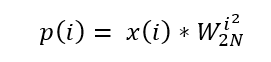 p(i) = x(i) * W_{2N}^{i^2}